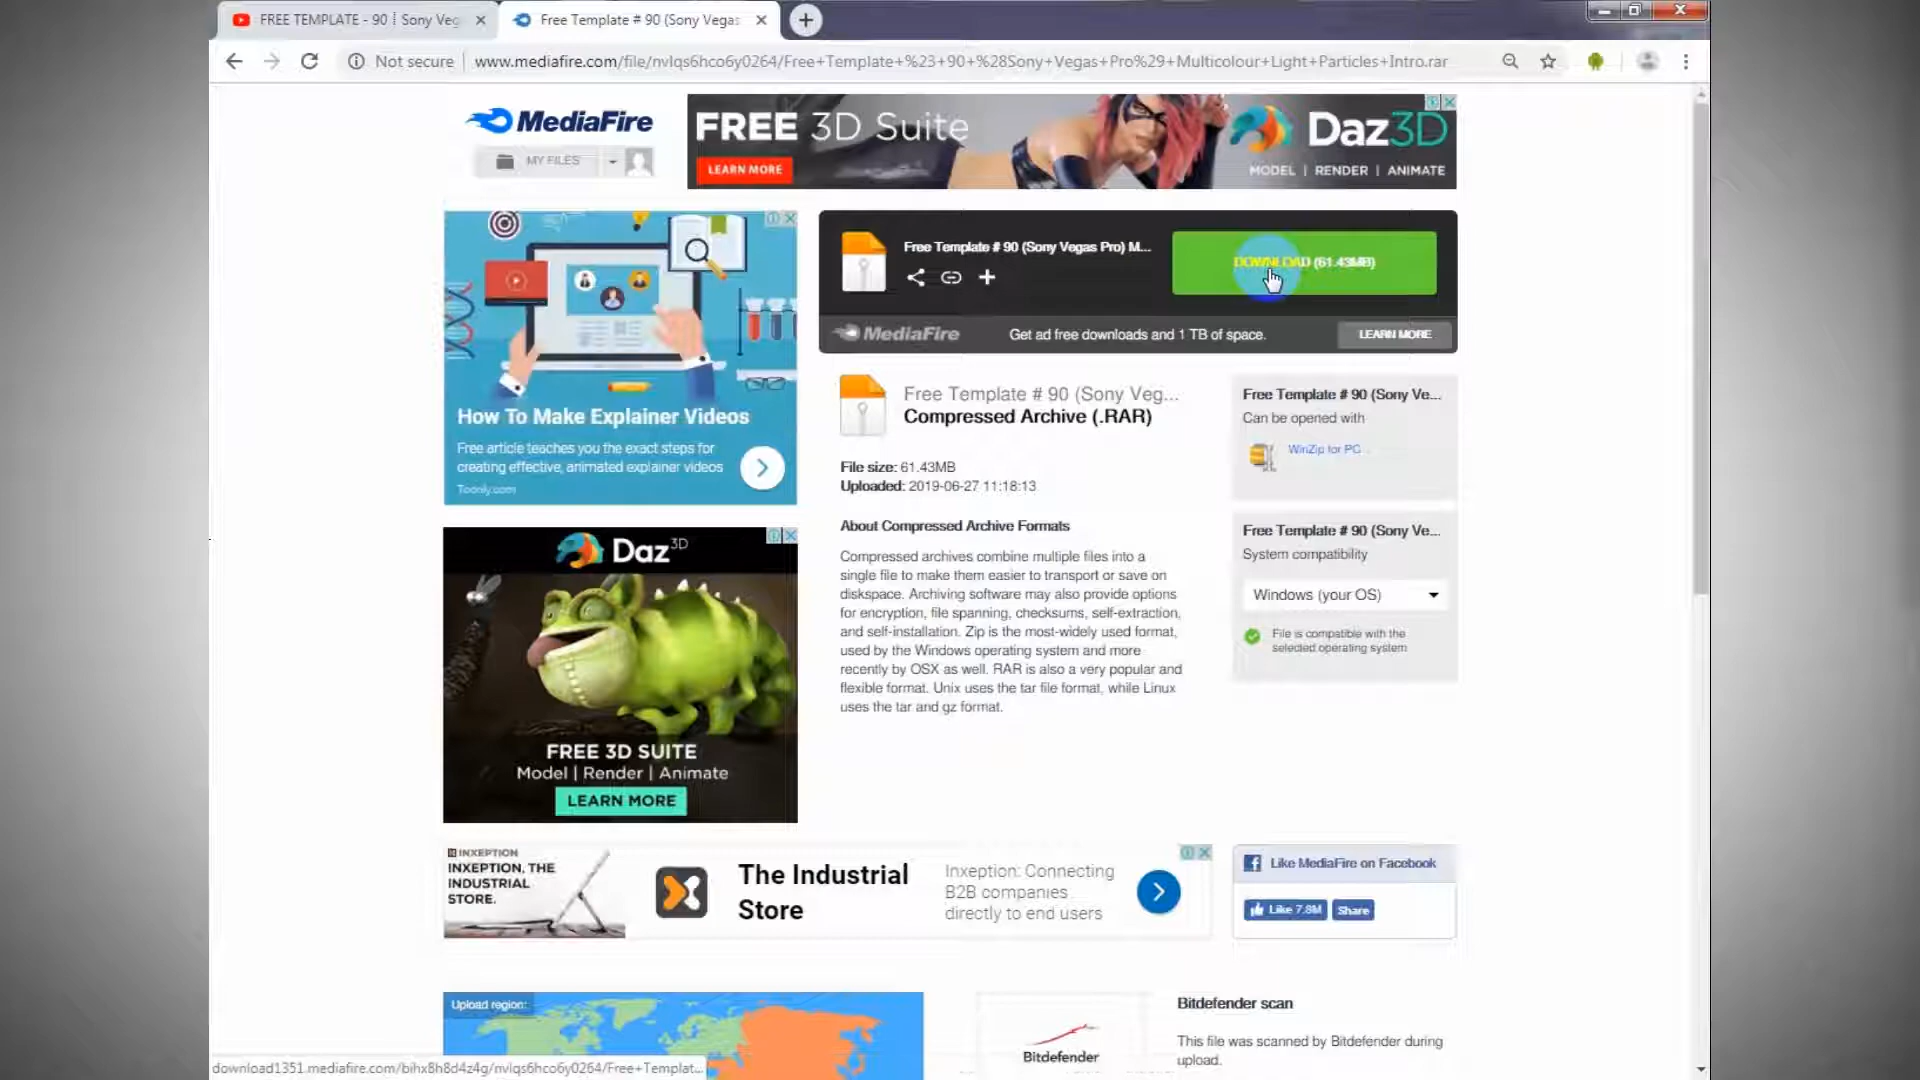 FREE TEMPLATE - 90 | Sony Veg
Free Template # 90 (Sony Vegas
Not secure
www.mediafire.com/file/nvlqs6hco6y0264/Free+Template+%23+90+%28Sony+Vegas+Pro%29+Multicolour+Light+Particles+Intro.rar
MediaFire
MY FILES
FREE 3D Suite
LEARN MORE
Daz3D
MODEL | RENDER | ANIMATE
How To Make Explainer Videos
Free article teaches you the exact steps for
creating effective, animated explainer videos
Toonly.com
Free Template # 90 (Sony Vegas Pro) M...
DOWNLOAD (61.43MB)
MediaFire
Get ad free downloads and 1 TB of space.
LEARN MORE
Free Template # 90 (Sony Veg...
Compressed Archive (.RAR)
File size: 61.43MB
Uploaded: 2019-06-27 11:18:13
About Compressed Archive Formats
Compressed archives combine multiple files into a
single file to make them easier to transport or save on
diskspace. Archiving software may also provide options
for encryption, file spanning, checksums, self-extraction,
and self-installation. Zip is the most-widely used format,
used by the Windows operating system and more
recently by OSX as well. RAR is also a very popular and
flexible format. Unix uses the tar file format, while Linux
uses the tar and gz format.
Free Template # 90 (Sony Ve...
Can be opened with
WinZip for PC
Free Template # 90 (Sony Ve...
System compatibility
Windows (your OS)
File is compatible with the
selected operating system
Daz3D
FREE 3D SUITE
Model | Render | Animate
LEARN MORE
INXEPTION
INXEPTION, THE
INDUSTRIAL
STORE.
The Industrial
Store
Inxeption: Connecting
B2B companies
directly to end users
Like MediaFire on Facebook
Like 7.8M
Share
Upload region:
Bitdefender
Bitdefender scan
This file was scanned by Bitdefender during
upload.
download1351.mediafire.com/bihx8h8d4z4g/nvlqs6hco6y0264/Free+Templat...